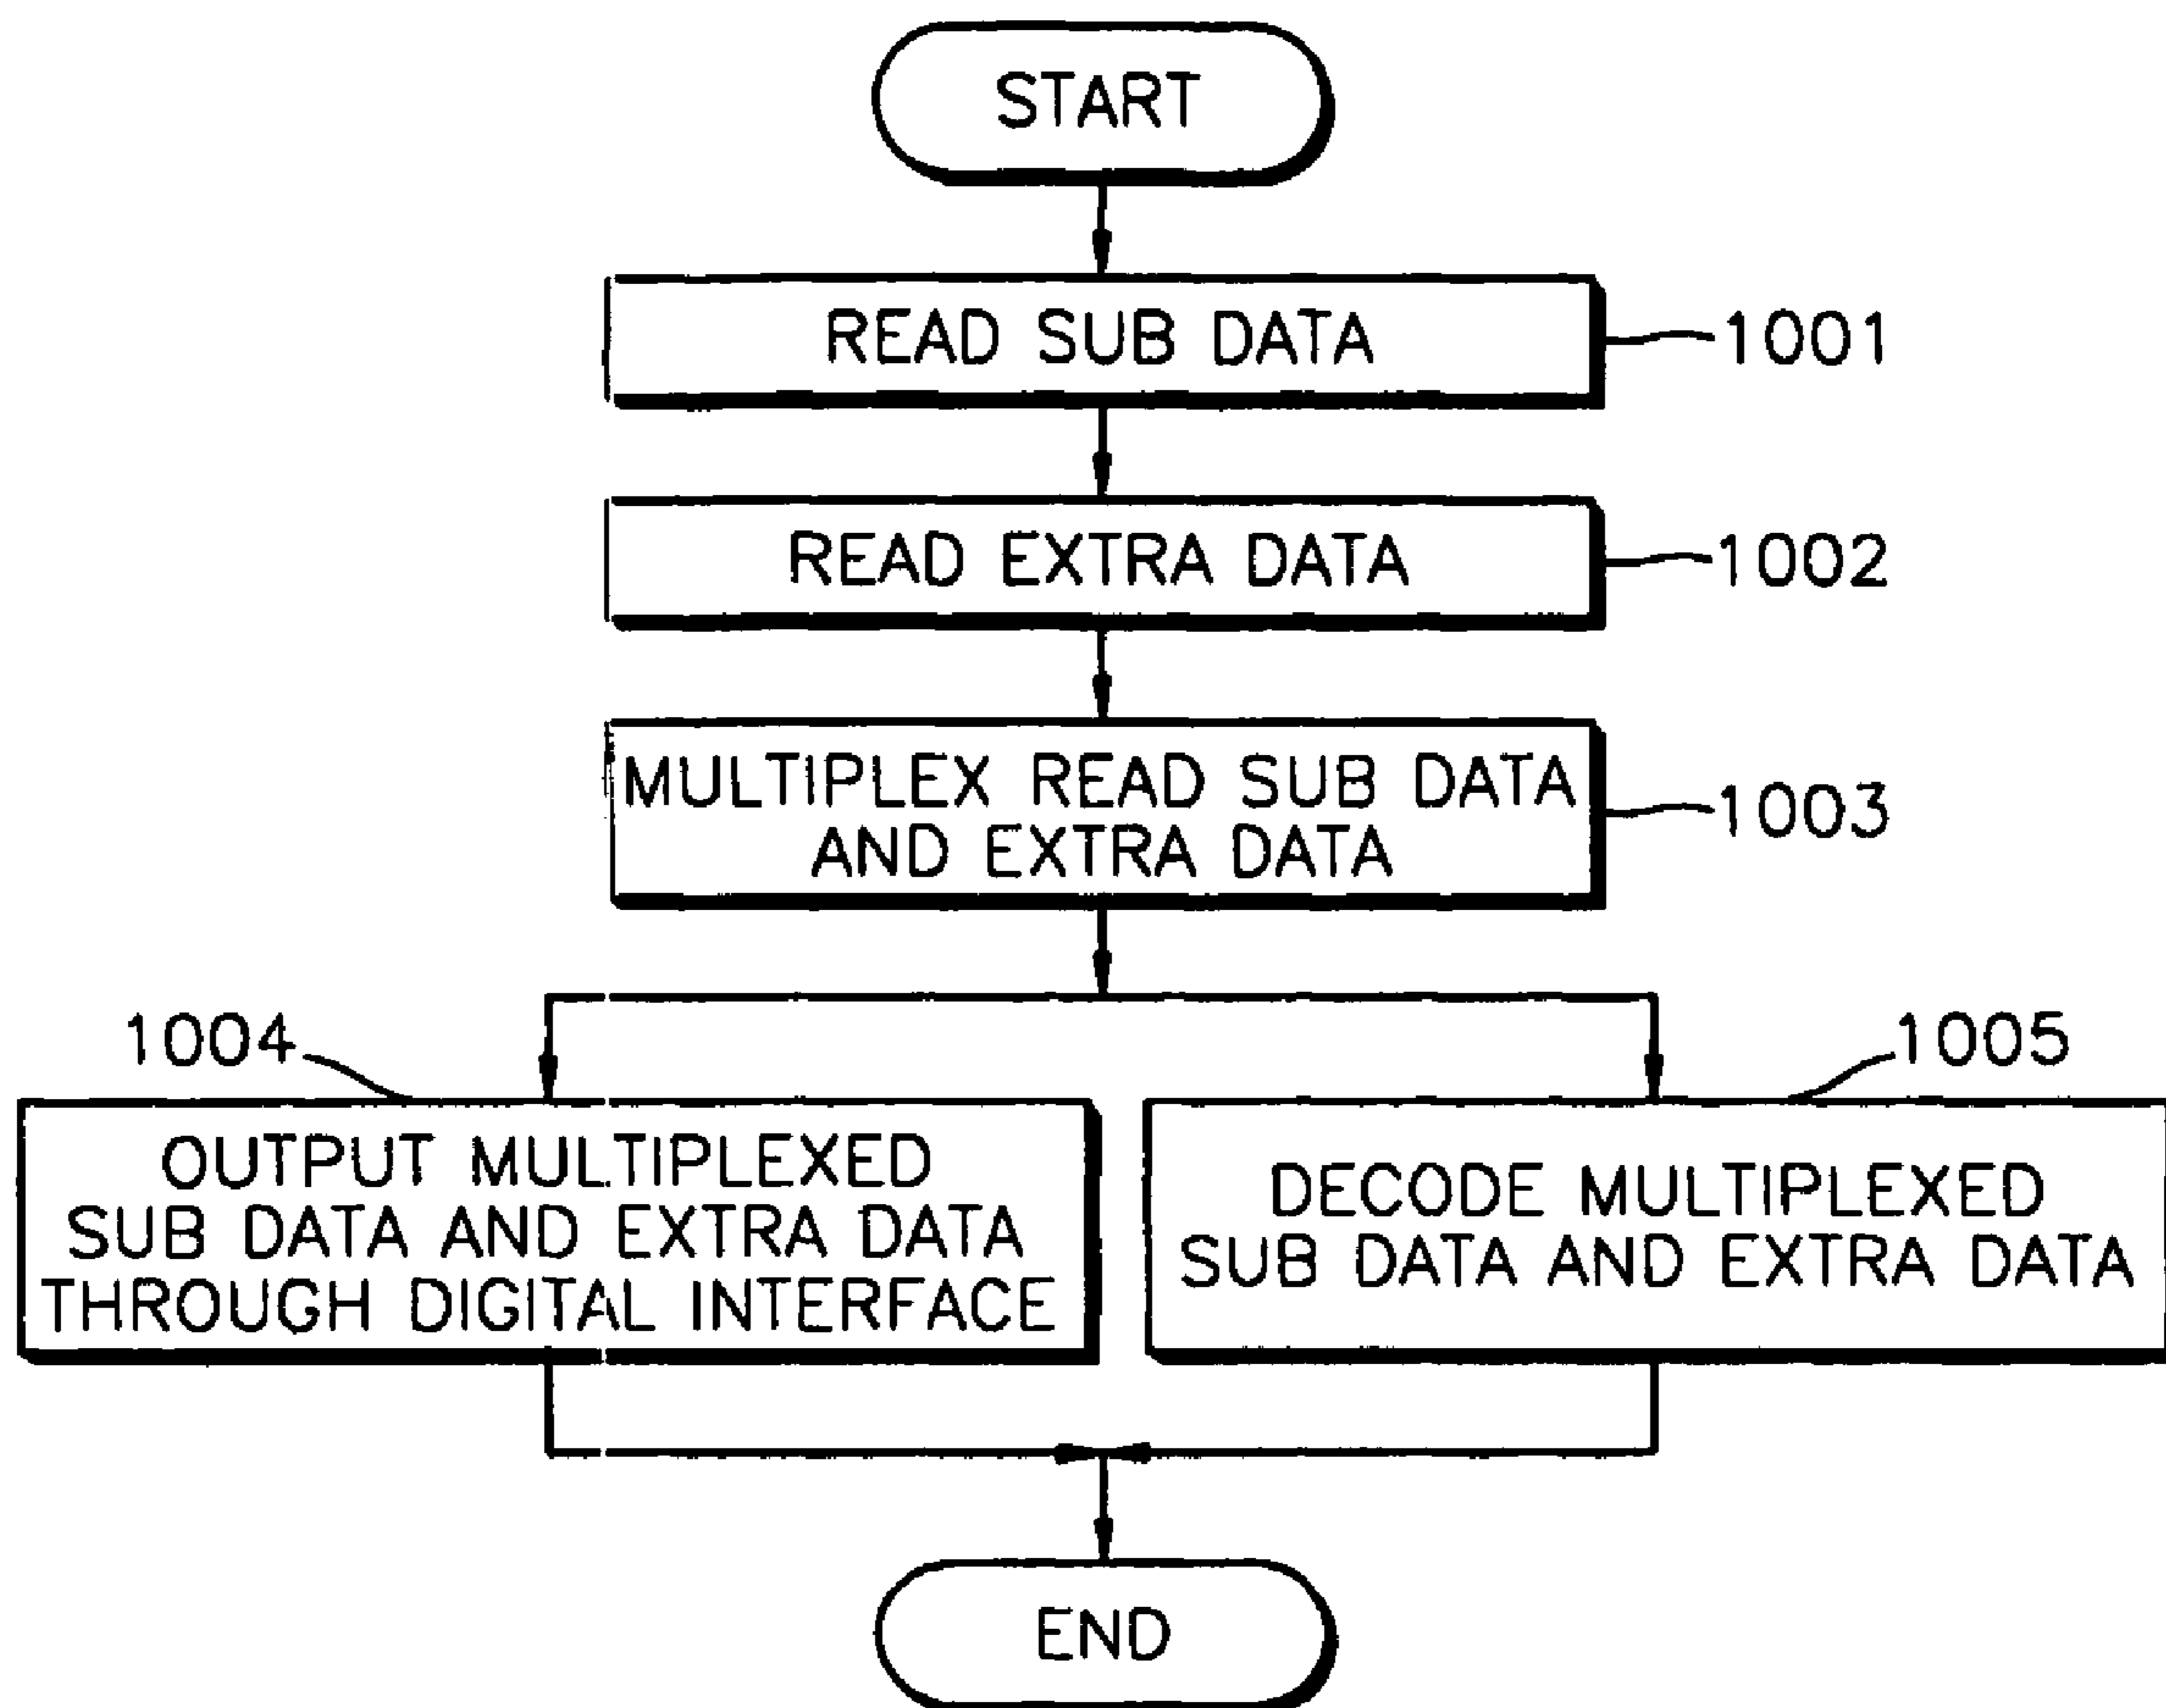 START
READ SUB DATA
1001
READ EXTRA DATA
1002
MULTIPLEX READ SUB DATA
AND EXTRA DATA
1003
1004
OUTPUT MULTIPLEXED
SUB DATA AND EXTRA DATA
THROUGH DIGITAL INTERFACE
1005
DECODE MULTIPLEXED
SUB DATA AND EXTRA DATA
END